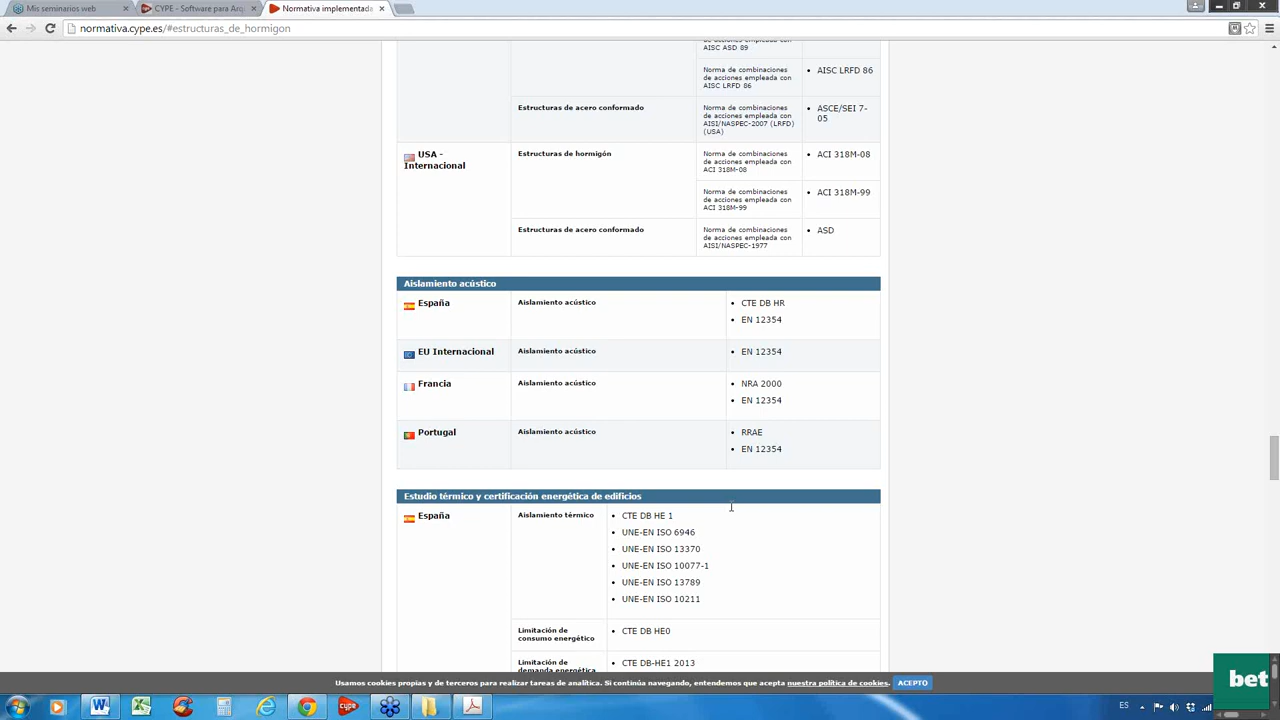 Mis seminarios web
CYPE - Software para Arq
Normativa implementada
normativa.cype.es/#estructuras_de_hormigon
de acciones empleada con
AISC ASD 89
Norma de combinaciones
de acciones empleada con
AISC LRFD 86
• AISC LRFD 86
Estructuras de acero conformado
Norma de combinaciones
de acciones empleada con
AISI/NASPEC-2007 (LRFD)
(USA)
• ASCE/SEI 7-
05
USA -
Internacional
Estructuras de hormigón
Norma de combinaciones
de acciones empleada con
ACI 318M-08
• ACI 318M-08
Norma de combinaciones
de acciones empleada con
ACI 318M-99
• ACI 318M-99
Estructuras de acero conformado
Norma de combinaciones
de acciones empleada con
AISI/NASPEC-1977
• ASD
Aislamiento acústico
España
Aislamiento acústico
• CTE DB HR
• EN 12354
EU Internacional
Aislamiento acústico
• EN 12354
Francia
Aislamiento acústico
• NRA 2000
• EN 12354
Portugal
Aislamiento acústico
• RRAE
• EN 12354
Estudio térmico y certificación energética de edificios
España
Aislamiento térmico
• CTE DB HE 1
• UNE-EN ISO 6946
• UNE-EN ISO 13370
• UNE-EN ISO 10077-1
• UNE-EN ISO 13789
• UNE-EN ISO 10211
Limitación de
consumo energético
• CTE DB HE0
Limitación de
demanda energética
• CTE DB-HE1 2013
Usamos cookies propias y de terceros para realizar tareas de analítica. Si continúa navegando, entendemos que acepta nuestra política de cookies. ACEPTO
bet
cype
ES